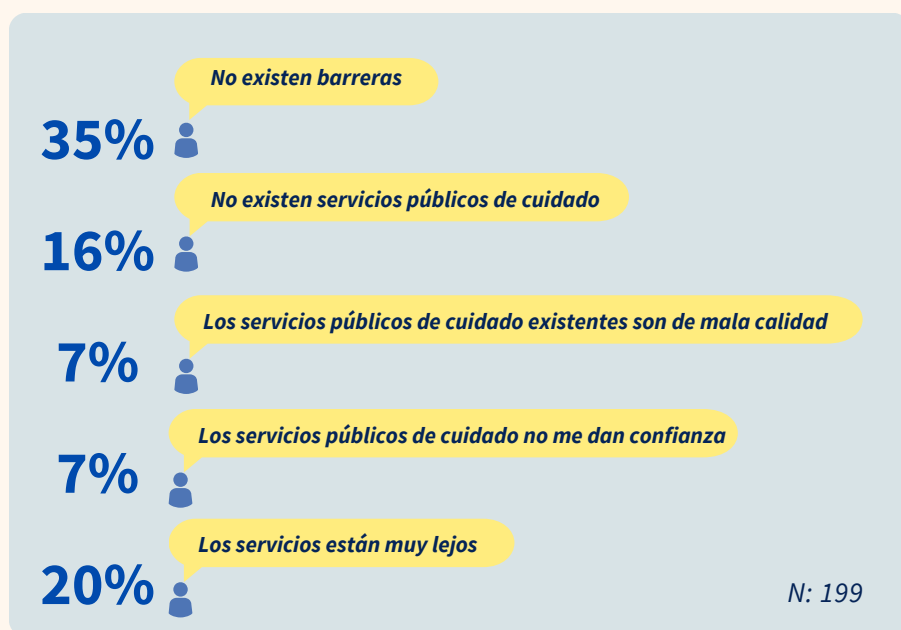 No existen barreras
35%
No existen servicios públicos de cuidado
16%
Los servicios públicos de cuidado existentes son de mala calidad
7%
Los servicios públicos de cuidado no me dan confianza
7%
Los servicios están muy lejos
20%
N: 199